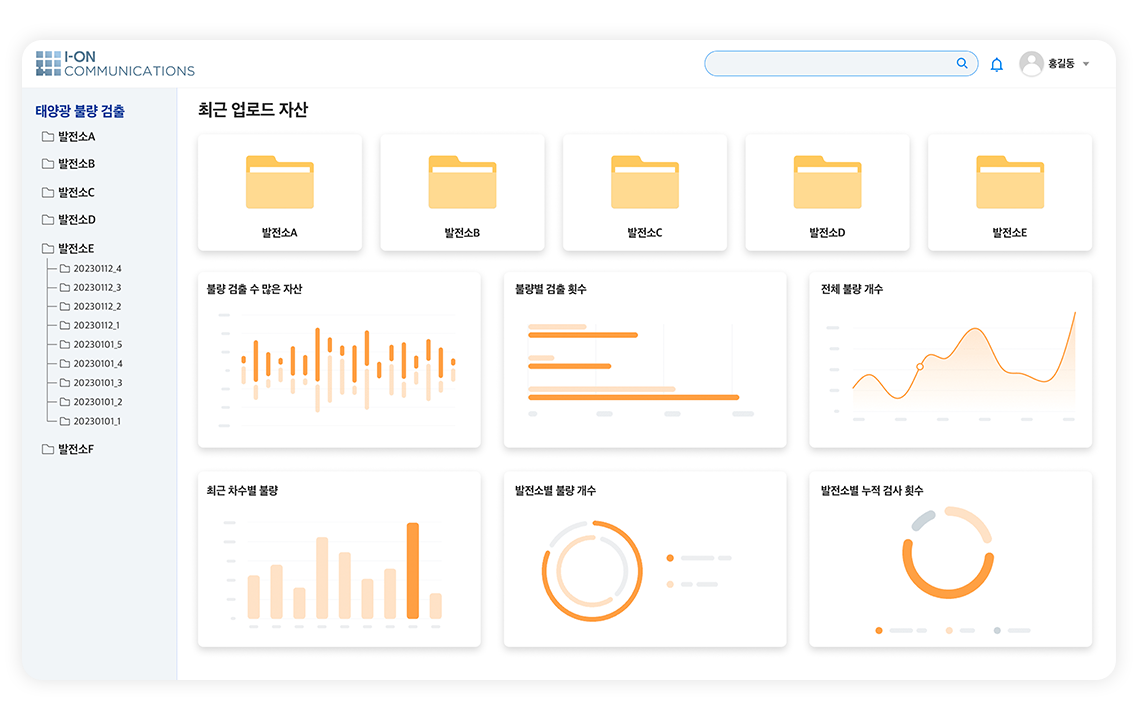 I-ON
COMMUNICATIONS
홍길동
태양광 불량 검출
발전소A
발전소B
발전소C
발전소D
발전소E
20230112_4
20230112_3
20230112_2
20230112_1
20230101_5
20230101_4
20230101_3
20230101_2
20230101_1
발전소F
최근 업로드 자산
발전소A
발전소B
발전소C
발전소D
발전소E
불량 검출 수 많은 자산
불량별 검출 횟수
전체 불량 개수
최근 차수별 불량
발전소별 불량 개수
발전소별 누적 검사 횟수